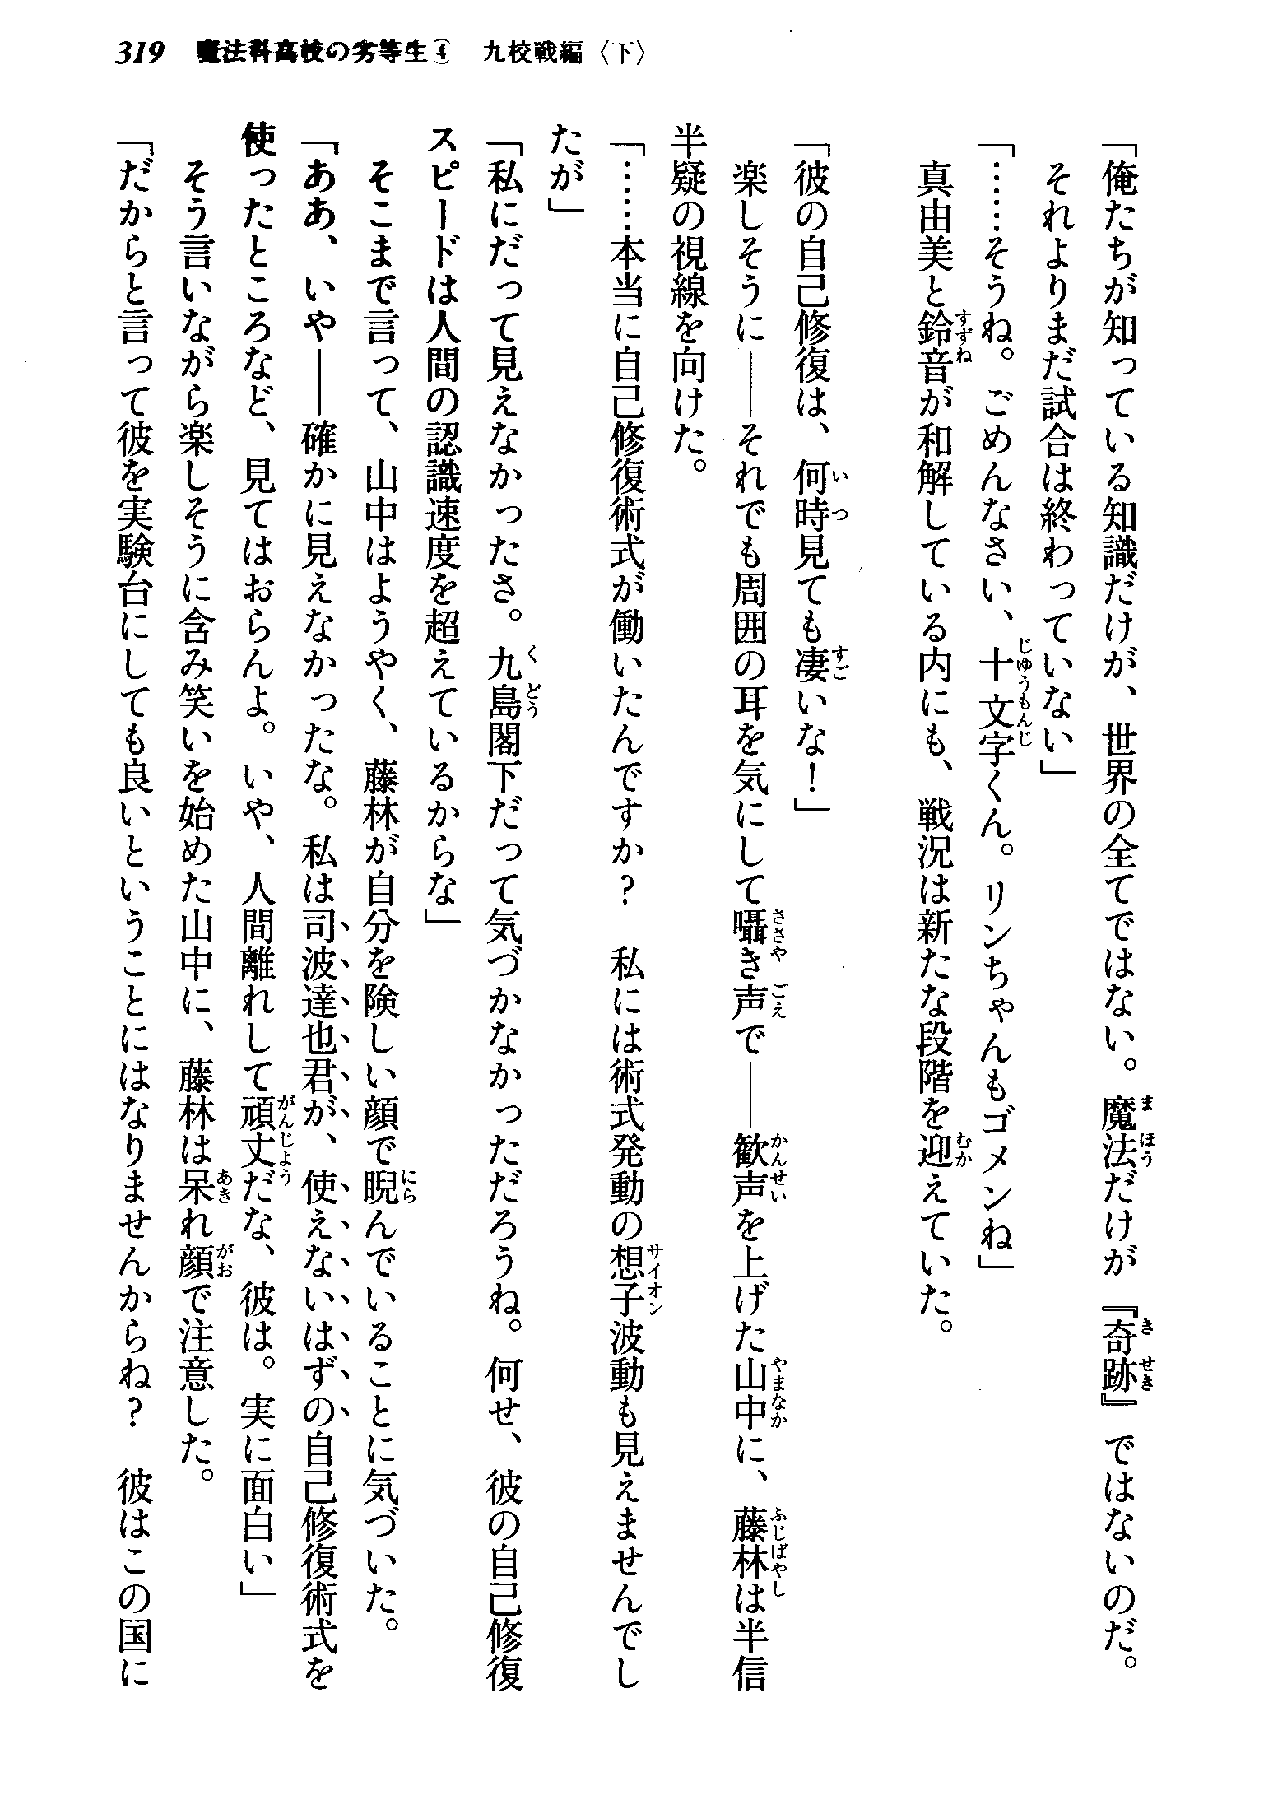 319　魔法科高校の劣等生④　九校戦編〈下〉
「俺たちが知っている知識だけが、世界の全てではない。魔法だけが『奇跡』ではないのだ。
それよりまだ試合は終わっていない」
「……そうね。ごめんなさい、十文字くん。リンちゃんもゴメンね」
　真由美と鈴音が和解している内にも、戦況は新たな段階を迎えていた。
「彼の自己修復は、何時見ても凄いな！」
　楽しそうに――それでも周囲の耳を気にして囁き声で――歓声を上げた山中に、藤林は半信
半疑の視線を向けた。
「……本当に自己修復術式が働いたんですか？　私には術式発動の想子波動も見えませんでし
たが」
「私にだって見えなかったさ。九島閣下だって気づかなかっただろうね。何せ、彼の自己修復
スピードは人間の認識速度を超えているからな」
　そこまで言って、山中はようやく、藤林が自分を険しい顔で睨んでいることに気づいた。
「ああ、いや――確かに見えなかったな。私は司波達也君が、使えないはずの自己修復術式を
使ったところなど、見てはおらんよ。いや、人間離れして頑丈だな、彼は。実に面白い」
　そう言いながら楽しそうに含み笑いを始めた山中に、藤林は呆れ顔で注意した。
「だからと言って彼を実験台にしても良いということにはなりませんからね？　彼はこの国に